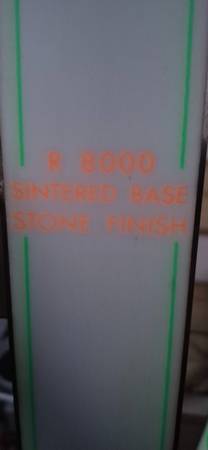 R 8000
SINTERED BASE
STONE FINISH